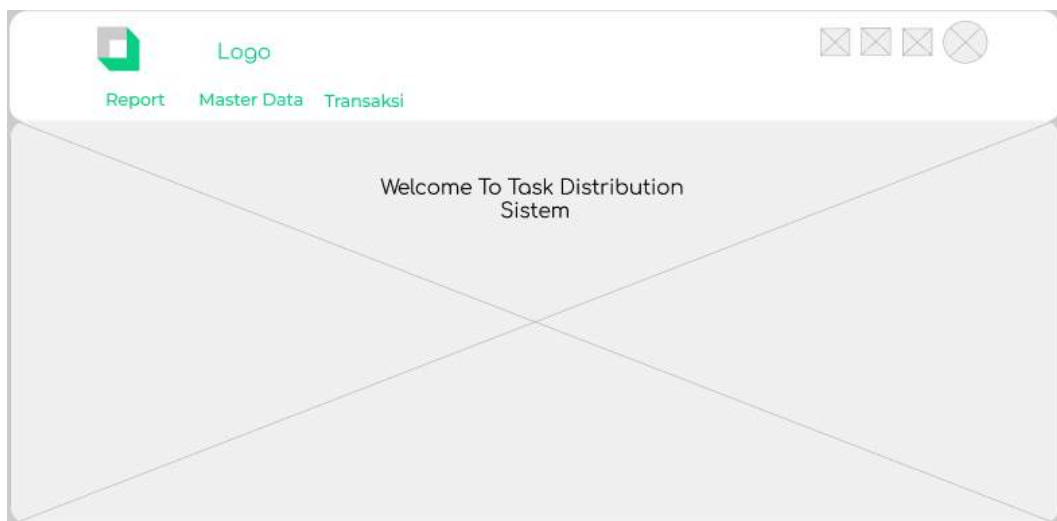 Logo
Report Master Data Transaksi
Welcome To Task Distribution
Sistem